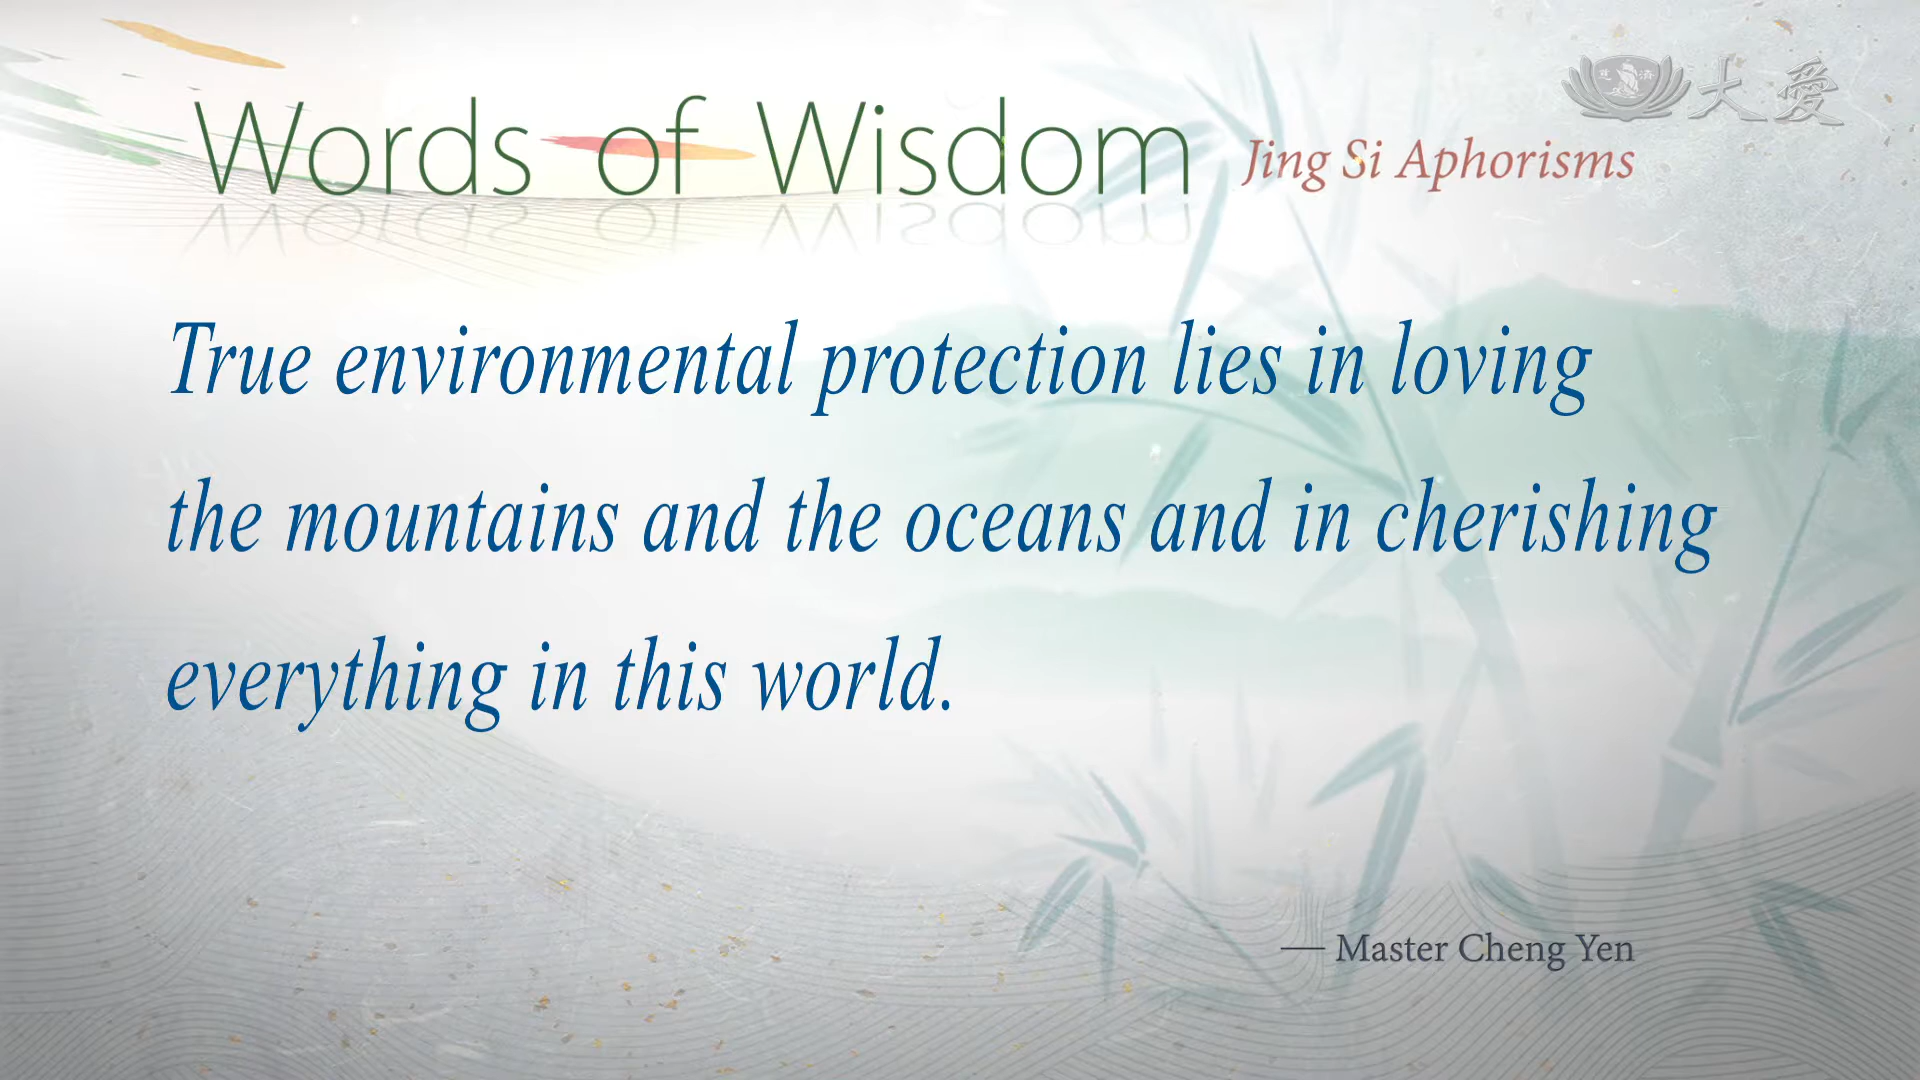 大愛
Words of Wisdom Jing Si Aphorisms
True environmental protection lies in loving
the mountains and the oceans and in cherishing
everything in this world.
— Master Cheng Yen